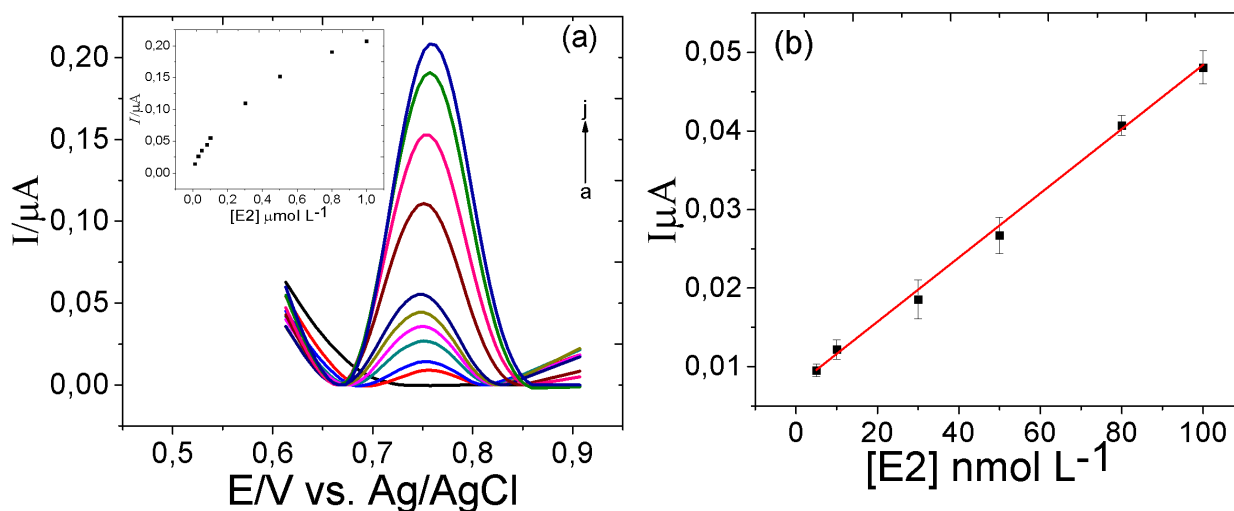 (a)
I/µA
0,20
0,15
0,10
0,05
0,00
0,5 0,6 0,7 0,8 0,9
E/V vs. Ag/AgCl
j
a
I/µA
0,20
0,15
0,10
0,05
0,00
0,0 0,2 0,4 0,6 0,8 1,0
[E2] µmol L-1
(b)
IµA
0,05
0,04
0,03
0,02
0,01
0 20 40 60 80 100
[E2] nmol L-1